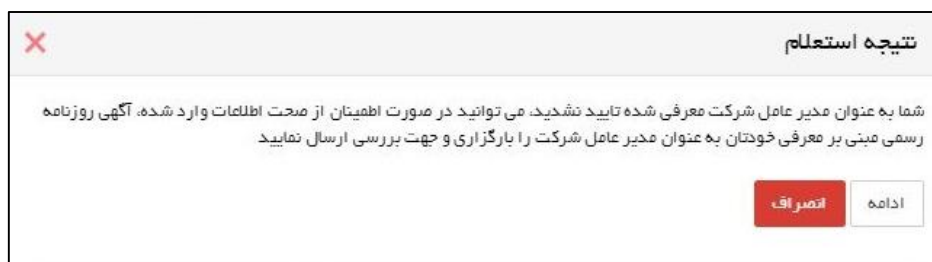 نتیجه استعلام
شما به عنوان مدیر عامل شرکت معرفی شده تایید نشدید، می توانید در صورت اطمینان از صحت اطلاعات وارد شده، آگهی روزنامه
رسمی مبنی بر معرفی خودتان به عنوان مدیر عامل شرکت را بارگزاری و جهت بررسی ارسال نمایید
ادامه
انصراف